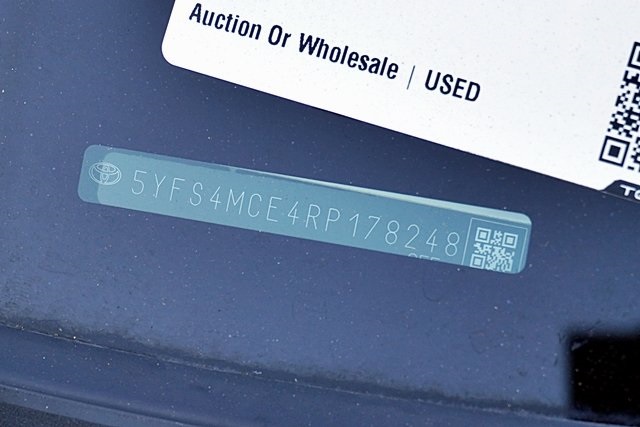 Auction Or Wholesale | USED
5YFS4MCE4RP178248